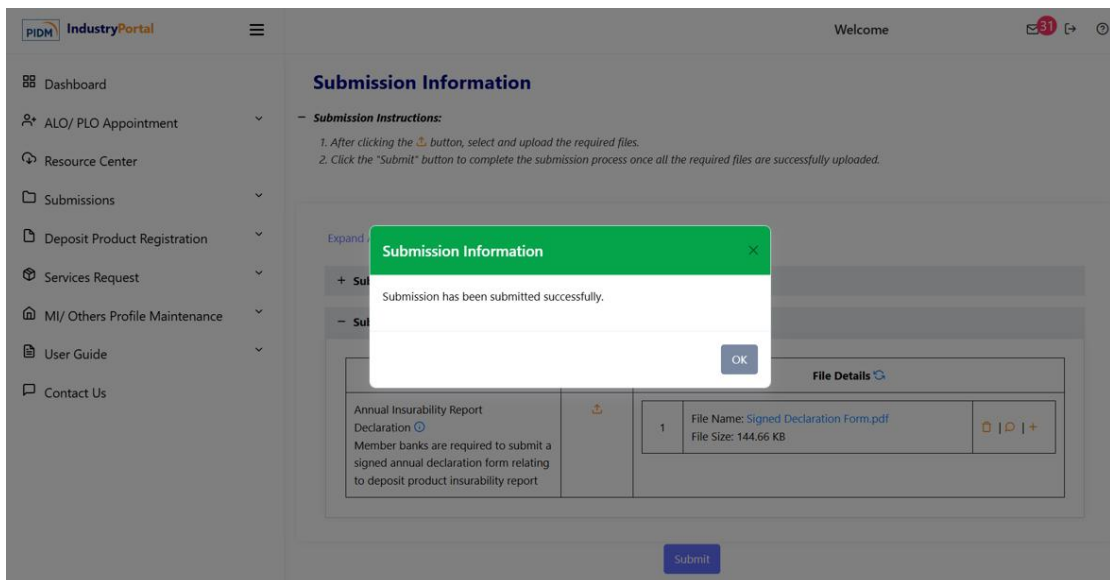 PIDM IndustryPortal
Welcome
31
Dashboard
ALO/ PLO Appointment
Resource Center
Submissions
Deposit Product Registration
Services Request
MI/ Others Profile Maintenance
User Guide
Contact Us
Submission Information
− Submission Instructions:
1. After clicking the button, select and upload the required files.
2. Click the "Submit" button to complete the submission process once all the required files are successfully uploaded.
Expand
Submission Information
×
Submission has been submitted successfully.
OK
+ Sul
− Sul
File Details
Annual Insurability Report
Declaration
Member banks are required to submit a
signed annual declaration form relating
to deposit product insurability report
1
File Name: Signed Declaration Form.pdf
File Size: 144.66 KB
| | +
Submit